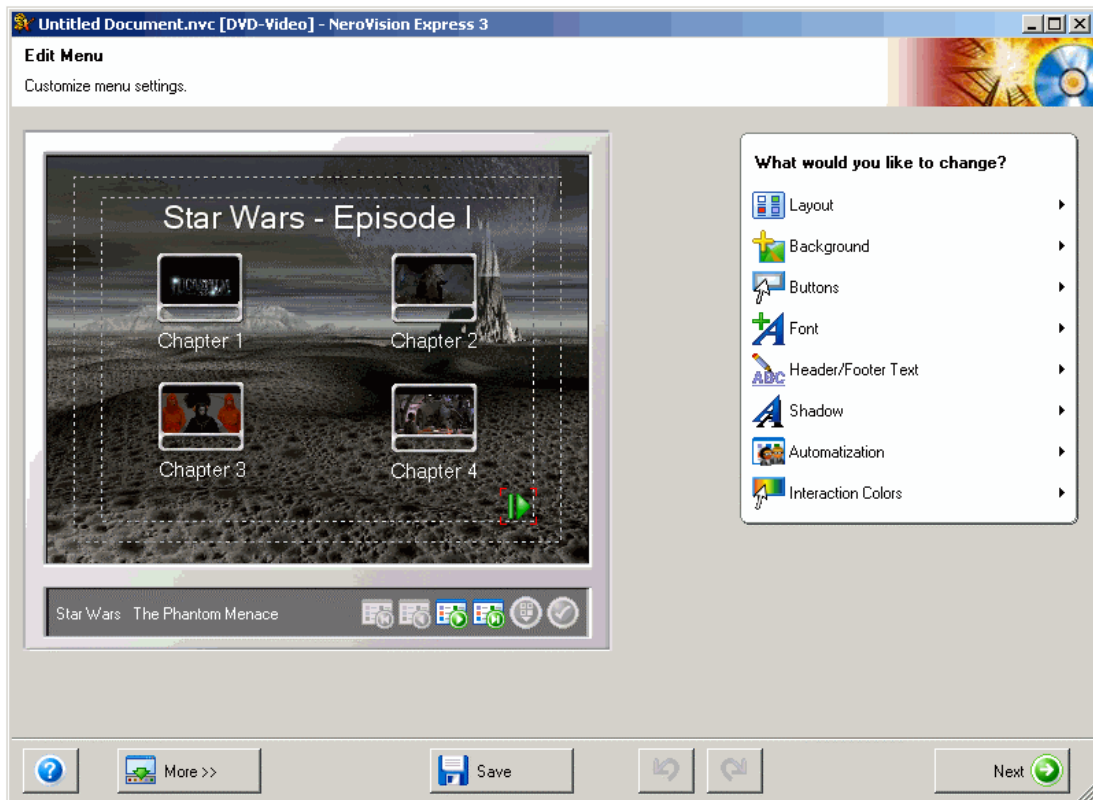 Untitled Document.nvc [DVD-Video] - NeroVision Express 3
Edit Menu
Customize menu settings.
What would you like to change?
Layout
Background
Buttons
Font
ABC
Header/Footer Text
Shadow
Automatization
Interaction Colors
Star Wars - Episode I
Chapter 1
Chapter 2
Chapter 3
Chapter 4
Star Wars   The Phantom Menace
More >>
Save
Next